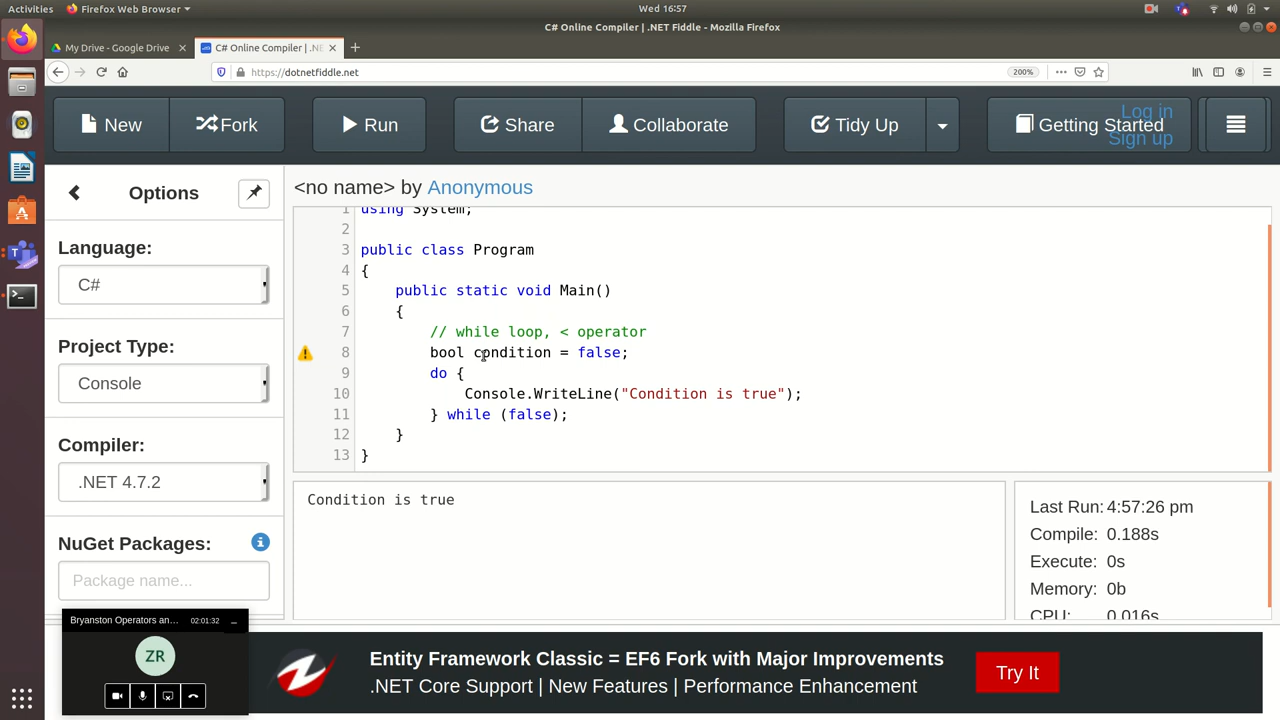 Activities
Firefox Web Browser
Wed 16:57
C# Online Compiler | .NET Fiddle - Mozilla Firefox
My Drive - Google Drive
C# Online Compiler | .NE
https://dotnetfiddle.net
200%
New
Fork
Run
Share
Collaborate
Tidy Up
Getting Started
Log in
Sign up
Options
<no name> by Anonymous
Language:
C#
Project Type:
Console
Compiler:
.NET 4.7.2
NuGet Packages:
Package name...
1 using System;
2
3 public class Program
4 {
5 public static void Main()
6 {
7 // while loop, < operator
8 bool condition = false;
9 do {
10 Console.WriteLine("Condition is true");
11 } while (false);
12 }
13 }
Condition is true
Last Run: 4:57:26 pm
Compile: 0.188s
Execute: 0s
Memory: 0b
CPU: 0.016s
Bryanston Operators an...
02:01:32
ZR
Entity Framework Classic = EF6 Fork with Major Improvements
.NET Core Support | New Features | Performance Enhancement
Try It